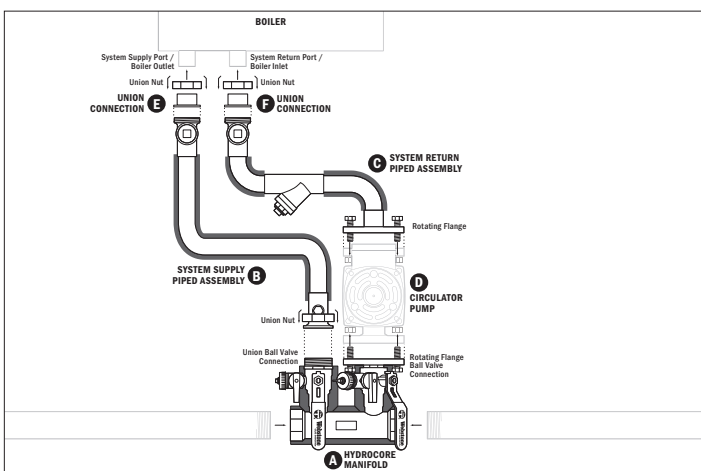 BOILER
System Supply Port /
Boiler Outlet
System Return Port /
Boiler Inlet
Union Nut
Union Nut
UNION
CONNECTION
E
F
UNION
CONNECTION
C
SYSTEM RETURN
PIPED ASSEMBLY
Rotating Flange
SYSTEM SUPPLY
PIPED ASSEMBLY
B
D
CIRCULATOR
PUMP
Union Nut
Union Ball Valve
Connection
Rotating Flange
Ball Valve
Connection
Webstone
Webstone
A
HYDROCORE
MANIFOLD